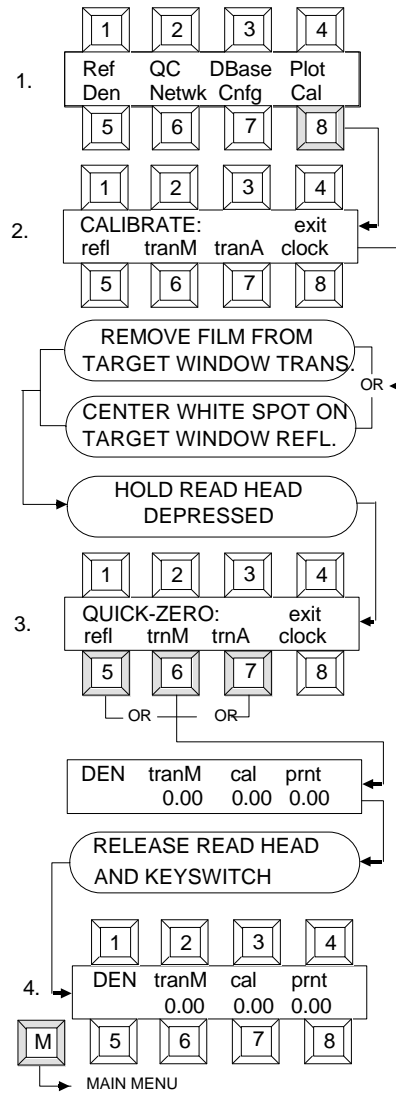 1 2 3 4
1.
Ref QC DBase Plot
Den Netwk Cnfg Cal
5 6 7 8
1 2 3 4
2.
CALIBRATE: exit
refl tranM tranA clock
5 6 7 8
REMOVE FILM FROM
TARGET WINDOW TRANS.
OR
CENTER WHITE SPOT ON
TARGET WINDOW REFL.
HOLD READ HEAD
DEPRESSED
1 2 3 4
3.
QUICK-ZERO: exit
refl trnM trnA clock
5 6 7 8
OR OR
DEN tranM cal prnt
0.00 0.00 0.00
RELEASE READ HEAD
AND KEYSWITCH
1 2 3 4
4.
DEN tranM cal prnt
0.00 0.00 0.00
M 5 6 7 8
MAIN MENU